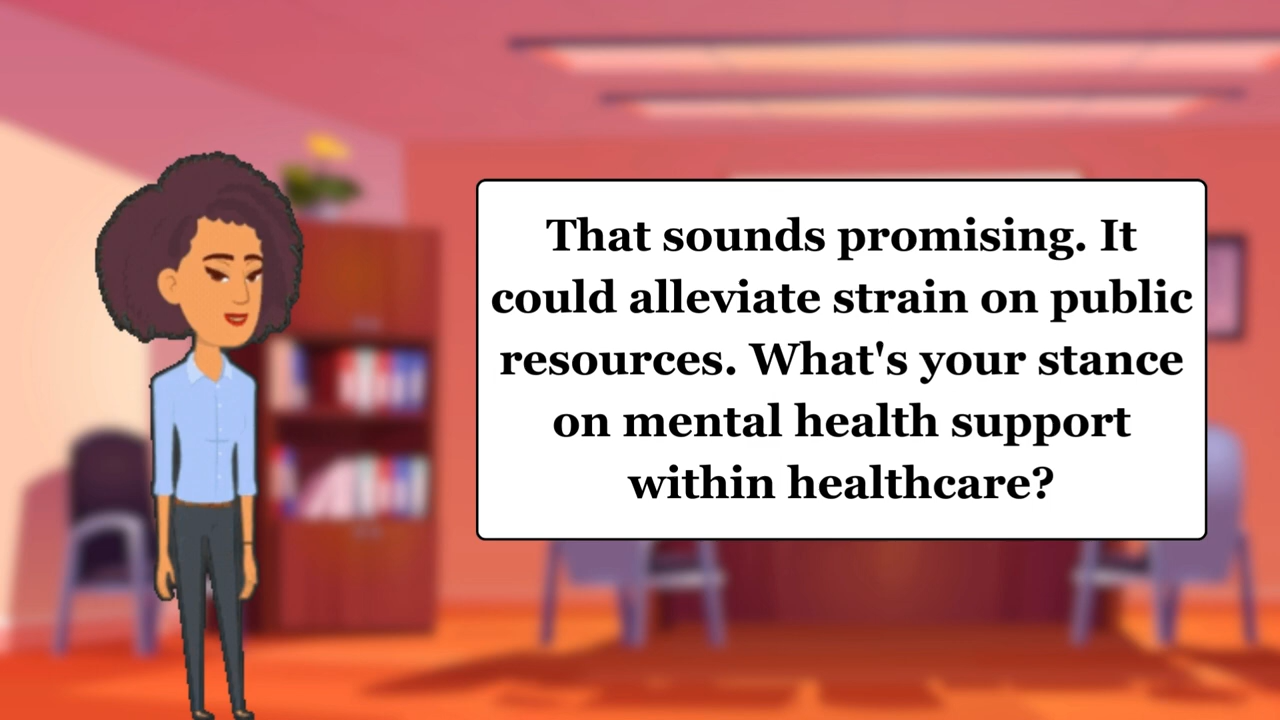 That sounds promising. It
could alleviate strain on public
resources. What's your stance
on mental health support
within healthcare?